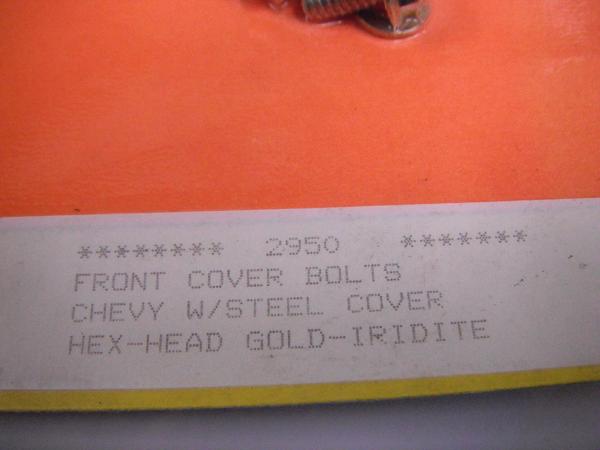 ******** 2950 *******
FRONT COVER BOLTS
CHEVY W/STEEL COVER
HEX-HEAD GOLD-IRIDITE